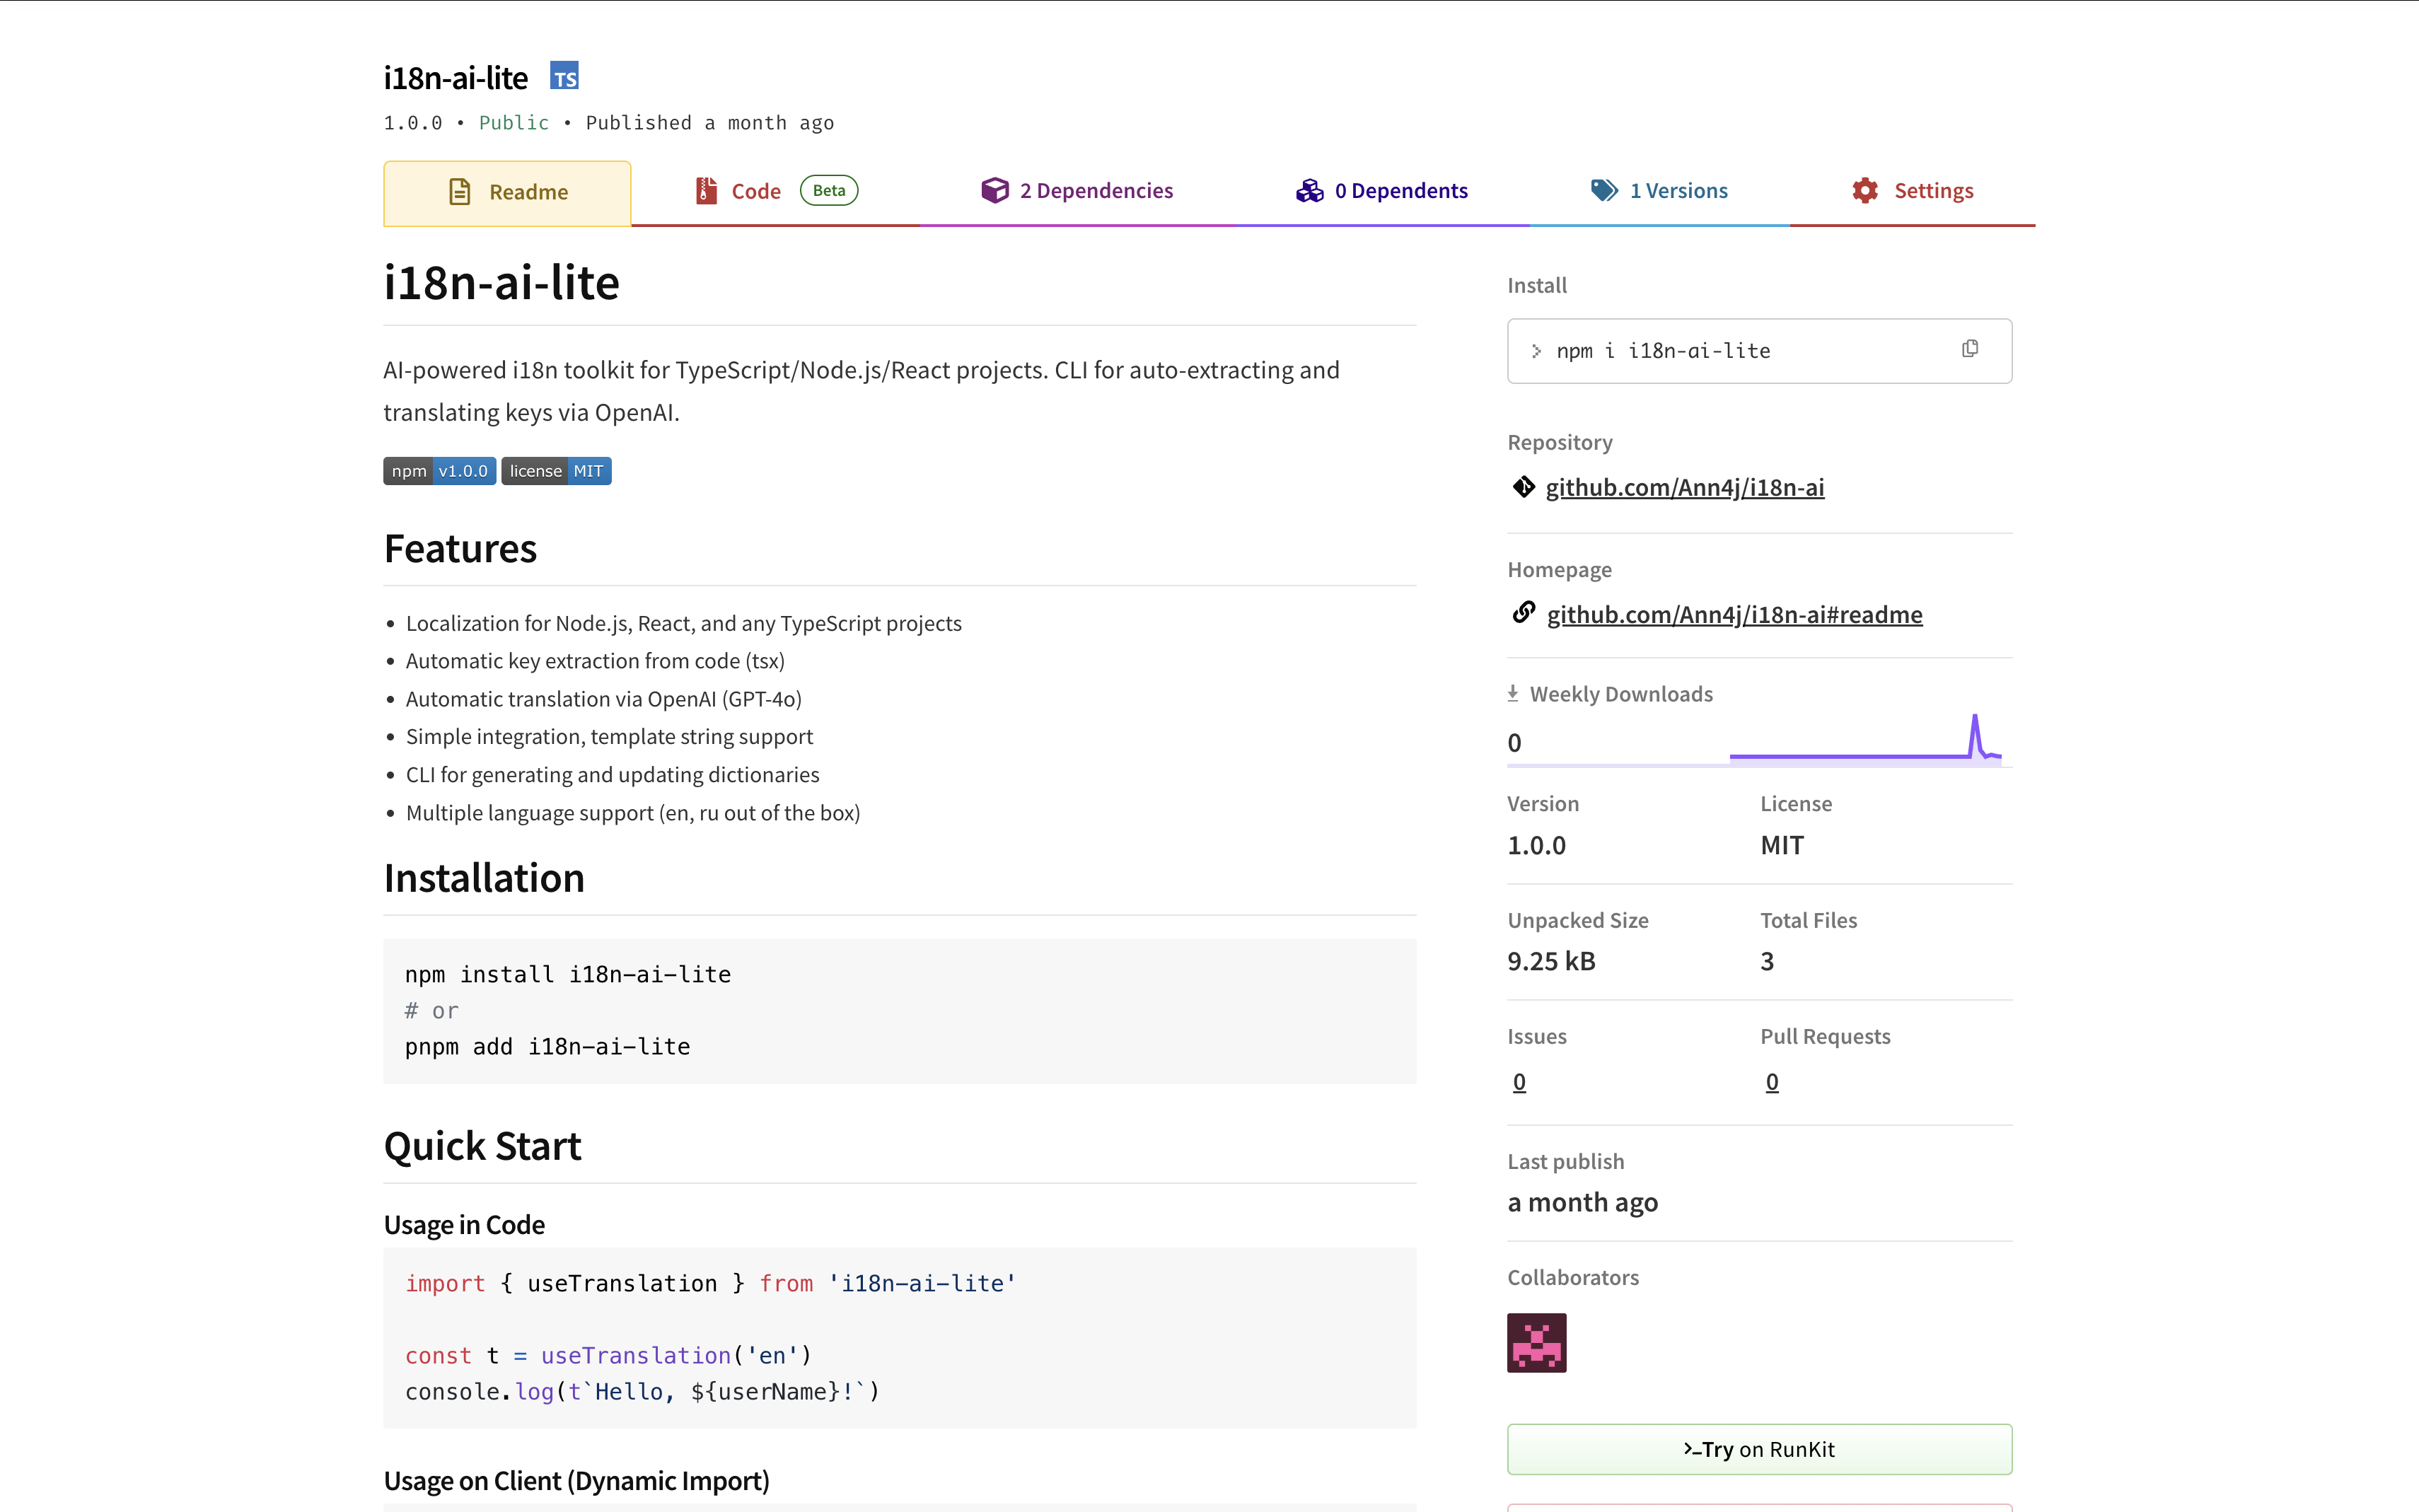 i18n-ai-lite TS
1.0.0 • Public • Published a month ago
Readme
Code Beta
2 Dependencies
0 Dependents
1 Versions
Settings
i18n-ai-lite
AI-powered i18n toolkit for TypeScript/Node.js/React projects. CLI for auto-extracting and
translating keys via OpenAI.
npm v1.0.0 license MIT
Features
• Localization for Node.js, React, and any TypeScript projects
• Automatic key extraction from code (tsx)
• Automatic translation via OpenAI (GPT-4o)
• Simple integration, template string support
• CLI for generating and updating dictionaries
• Multiple language support (en, ru out of the box)
Installation
npm install i18n-ai-lite
# or
pnpm add i18n-ai-lite
Quick Start
Usage in Code
import { useTranslation } from 'i18n-ai-lite'
const t = useTranslation('en')
console.log(t`Hello, ${userName}!`)
Usage on Client (Dynamic Import)
Install
> npm i i18n-ai-lite
Repository
github.com/Ann4j/i18n-ai
Homepage
github.com/Ann4j/i18n-ai#readme
Weekly Downloads
0
Version License
1.0.0 MIT
Unpacked Size Total Files
9.25 kB 3
Issues Pull Requests
0 0
Last publish
a month ago
Collaborators
>_Try on RunKit